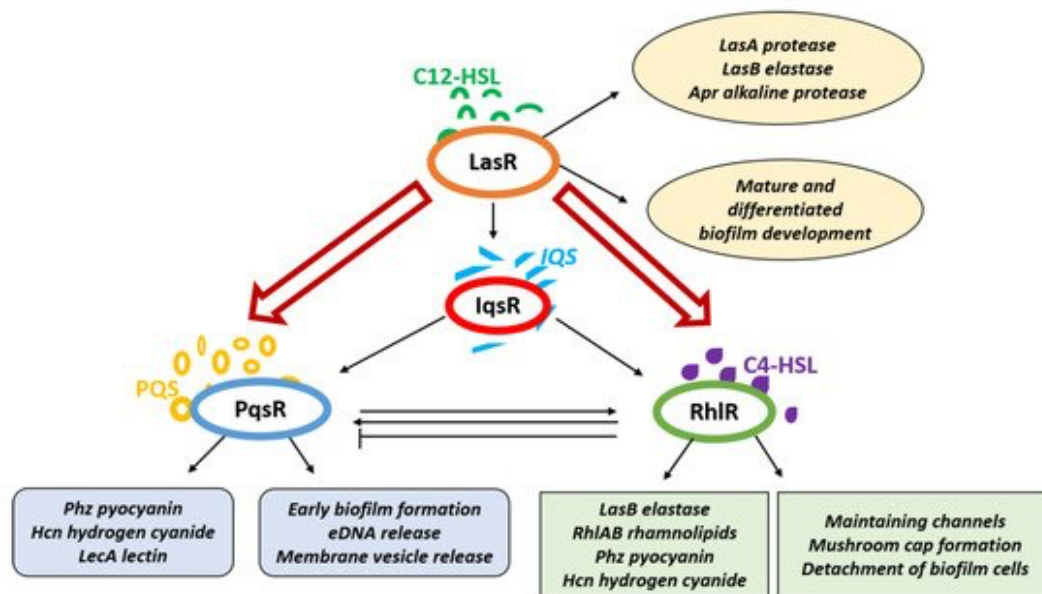 C12-HSL
LasR
LasA protease
LasB elastase
Apr alkaline protease
Mature and
differentiated
biofilm development
IQS
IqsR
PQS
PqsR
C4-HSL
RhlR
Phz pyocyanin
Hcn hydrogen cyanide
LecA lectin
Early biofilm formation
eDNA release
Membrane vesicle release
LasB elastase
RhlAB rhamnolipids
Phz pyocyanin
Hcn hydrogen cyanide
Maintaining channels
Mushroom cap formation
Detachment of biofilm cells